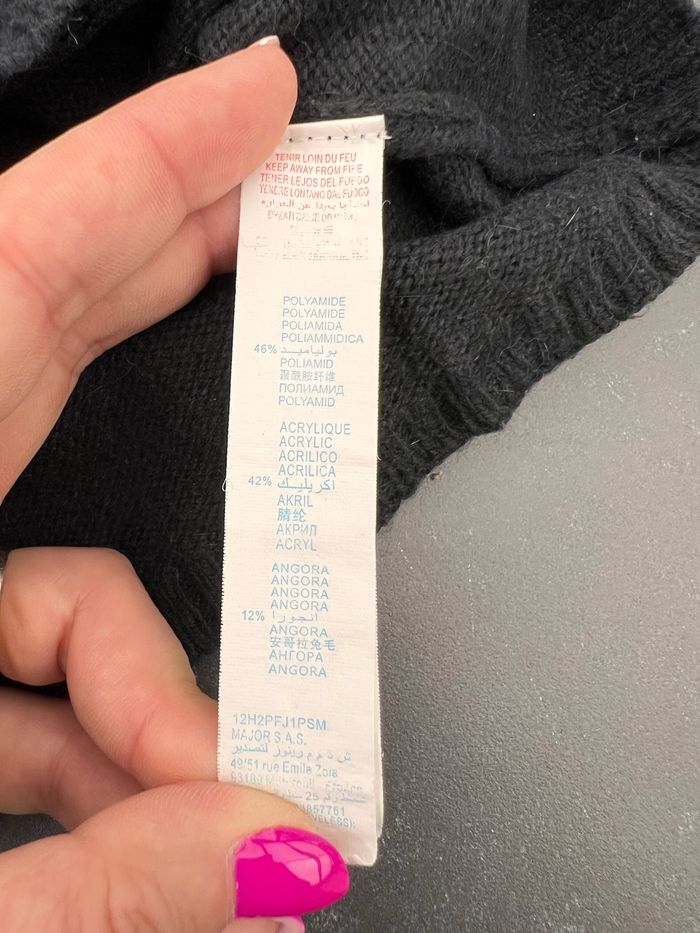 TENIR LOIN DU FEU
KEEP AWAY FROM FIRE
TENER LEJOS DEL FUEGO
TENERE LONTANO DAL FUOCO
POLYAMIDE
POLYAMIDE
POLIAMIDA
POLIAMMIDICA
46% بولياميد
POLIAMID
聚酰胺纤维
ПОЛИАМИД
POLYAMID
ACRYLIQUE
ACRYLIC
ACRILICO
ACRILICA
42% اكريليك
AKRIL
腈纶
АКРИЛ
ACRYL
ANGORA
ANGORA
ANGORA
ANGORA
12% انجورا
ANGORA
安哥拉兔毛
АНГОРА
ANGORA
12H2PFJ1PSM
MAJOR S.A.S.
49/51 rue Emile Zola